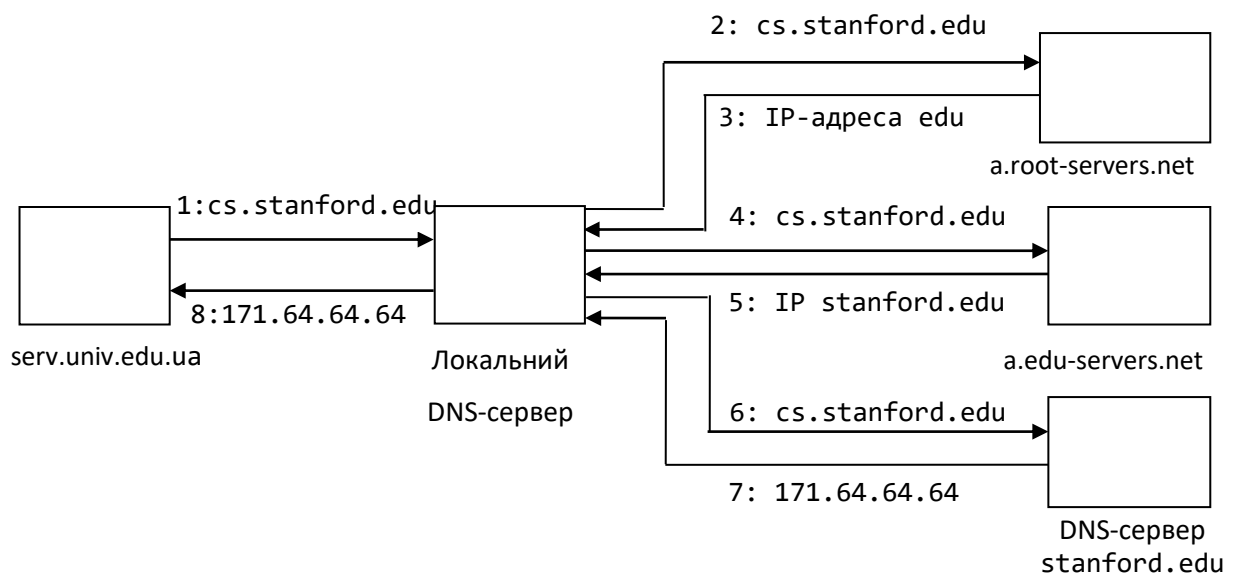 2: cs.stanford.edu
3: IP-адреса edu
a.root-servers.net
1:cs.stanford.edu
4: cs.stanford.edu
8:171.64.64.64
5: IP stanford.edu
serv.univ.edu.ua
Локальний
DNS-сервер
a.edu-servers.net
6: cs.stanford.edu
7: 171.64.64.64
DNS-сервер
stanford.edu